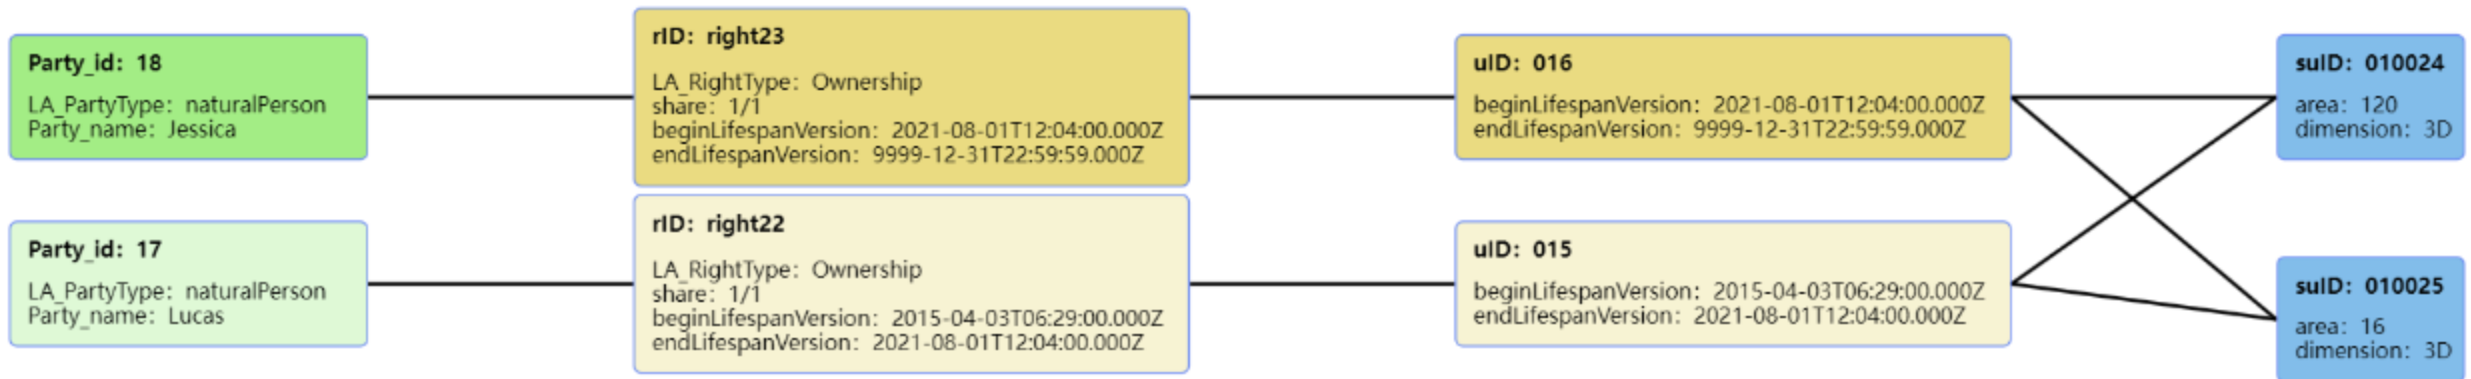 Party_id: 18
LA_PartyType: naturalPerson
Party_name: Jessica
rID: right23
LA_RightType: Ownership
share: 1/1
beginLifespanVersion: 2021-08-01T12:04:00.000Z
endLifespanVersion: 9999-12-31T22:59:59.000Z
uID: 016
beginLifespanVersion: 2021-08-01T12:04:00.000Z
endLifespanVersion: 9999-12-31T22:59:59.000Z
suID: 010024
area: 120
dimension: 3D
Party_id: 17
LA_PartyType: naturalPerson
Party_name: Lucas
rID: right22
LA_RightType: Ownership
share: 1/1
beginLifespanVersion: 2015-04-03T06:29:00.000Z
endLifespanVersion: 2021-08-01T12:04:00.000Z
uID: 015
beginLifespanVersion: 2015-04-03T06:29:00.000Z
endLifespanVersion: 2021-08-01T12:04:00.000Z
suID: 010025
area: 16
dimension: 3D